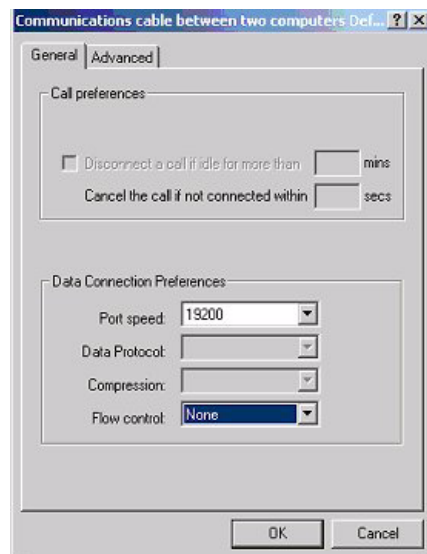 Communications cable between two computers Def... ? ×
General Advanced
Call preferences
Disconnect a call if idle for more than mins
Cancel the call if not connected within secs
Data Connection Preferences
Port speed: 19200
Data Protocol:
Compression:
Flow control: None
OK Cancel